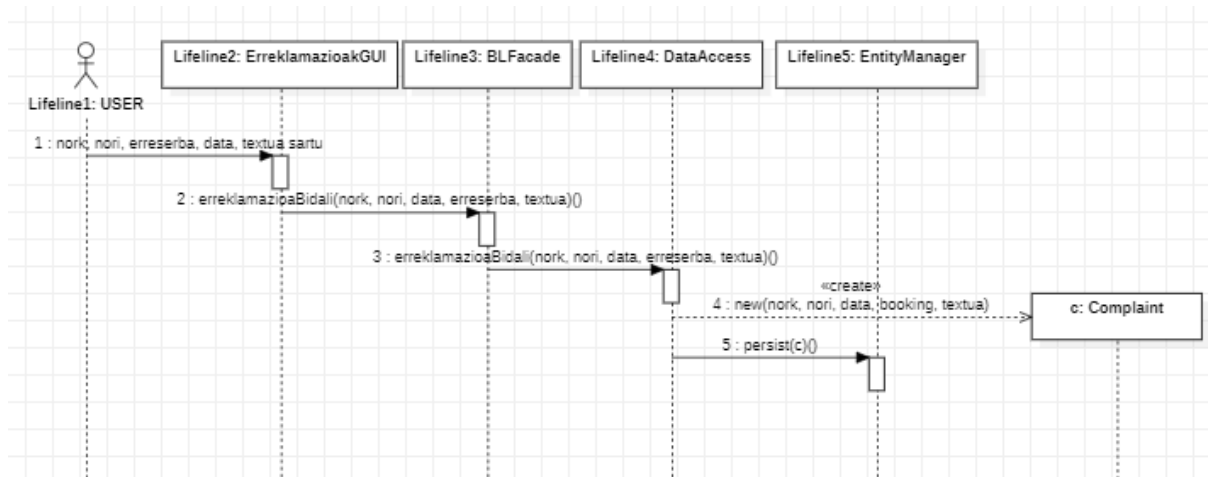 Lifeline2: ErreklamazioakGUI
Lifeline3: BLFacade
Lifeline4: DataAccess
Lifeline5: EntityManager
Lifeline1: USER
1 : nork, nori, erreserba, data, textua sartu
2 : erreklamazioaBidali(nork, nori, data, erreserba, textua)()
3 : erreklamazioaBidali(nork, nori, data, erreserba, textua)()
«create»
4 : new(nork, nori, data, booking, textua)
c: Complaint
5 : persist(c)()